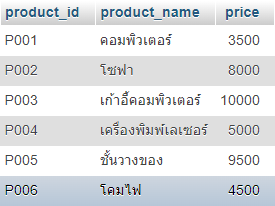 product_id product_name price
P001 คอมพิวเตอร์ 3500
P002 โซฟา 8000
P003 เก้าอี้คอมพิวเตอร์ 10000
P004 เครื่องพิมพ์เลเซอร์ 5000
P005 ชั้นวางของ 9500
P006 โคมไฟ 4500